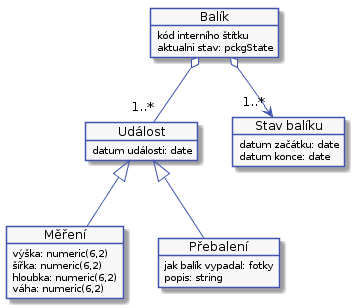 Balík
kód interního štítku
aktualni stav: pckgState
1..*
1..*
Událost
datum události: date
Stav balíku
datum začátku: date
datum konce: date
Měření
výška: numeric(6,2)
šířka: numeric(6,2)
hloubka: numeric(6,2)
váha: numeric(6,2)
Přebalení
jak balík vypadal: fotky
popis: string